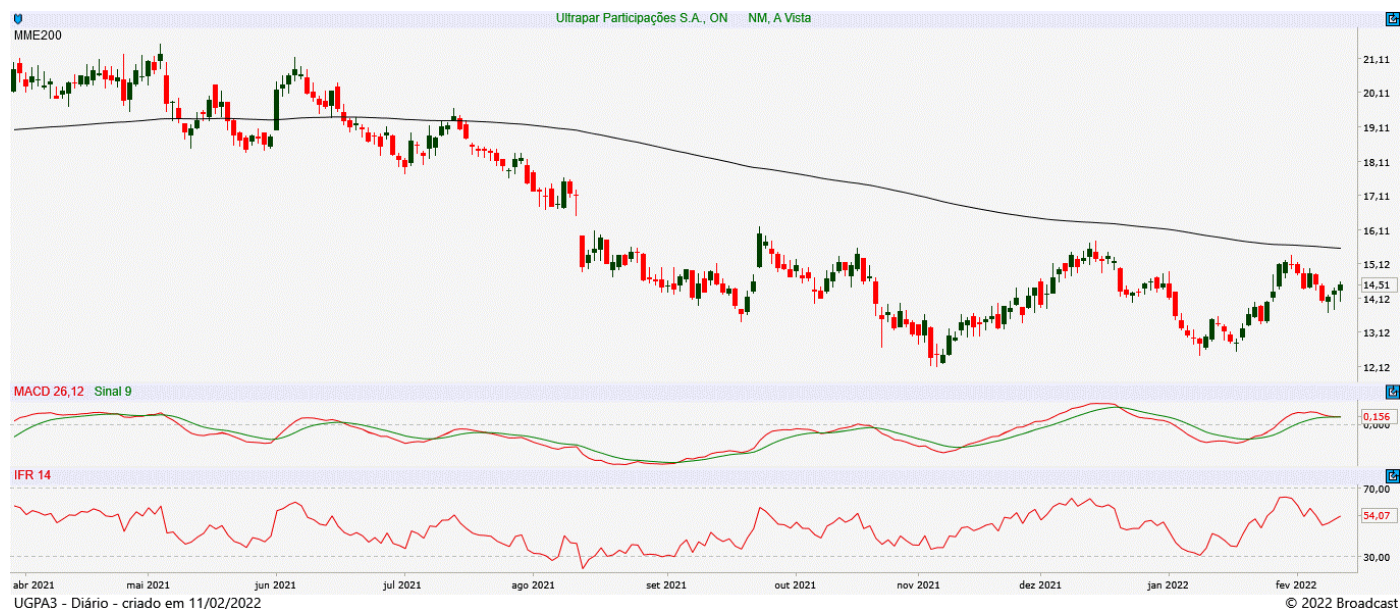 Ultrapar Participações S.A., ON NM, A Vista
MME200
21,11
20,11
19,11
18,11
17,11
16,11
15,12
14,51
14,12
13,12
12,12
MACD 26,12 Sinal 9
0,156
0,000
IFR 14
70,00
54,07
30,00
abr 2021 mai 2021 jun 2021 jul 2021 ago 2021 set 2021 out 2021 nov 2021 dez 2021 jan 2022 fev 2022
UGPA3 - Diário - criado em 11/02/2022 © 2022 Broadcast